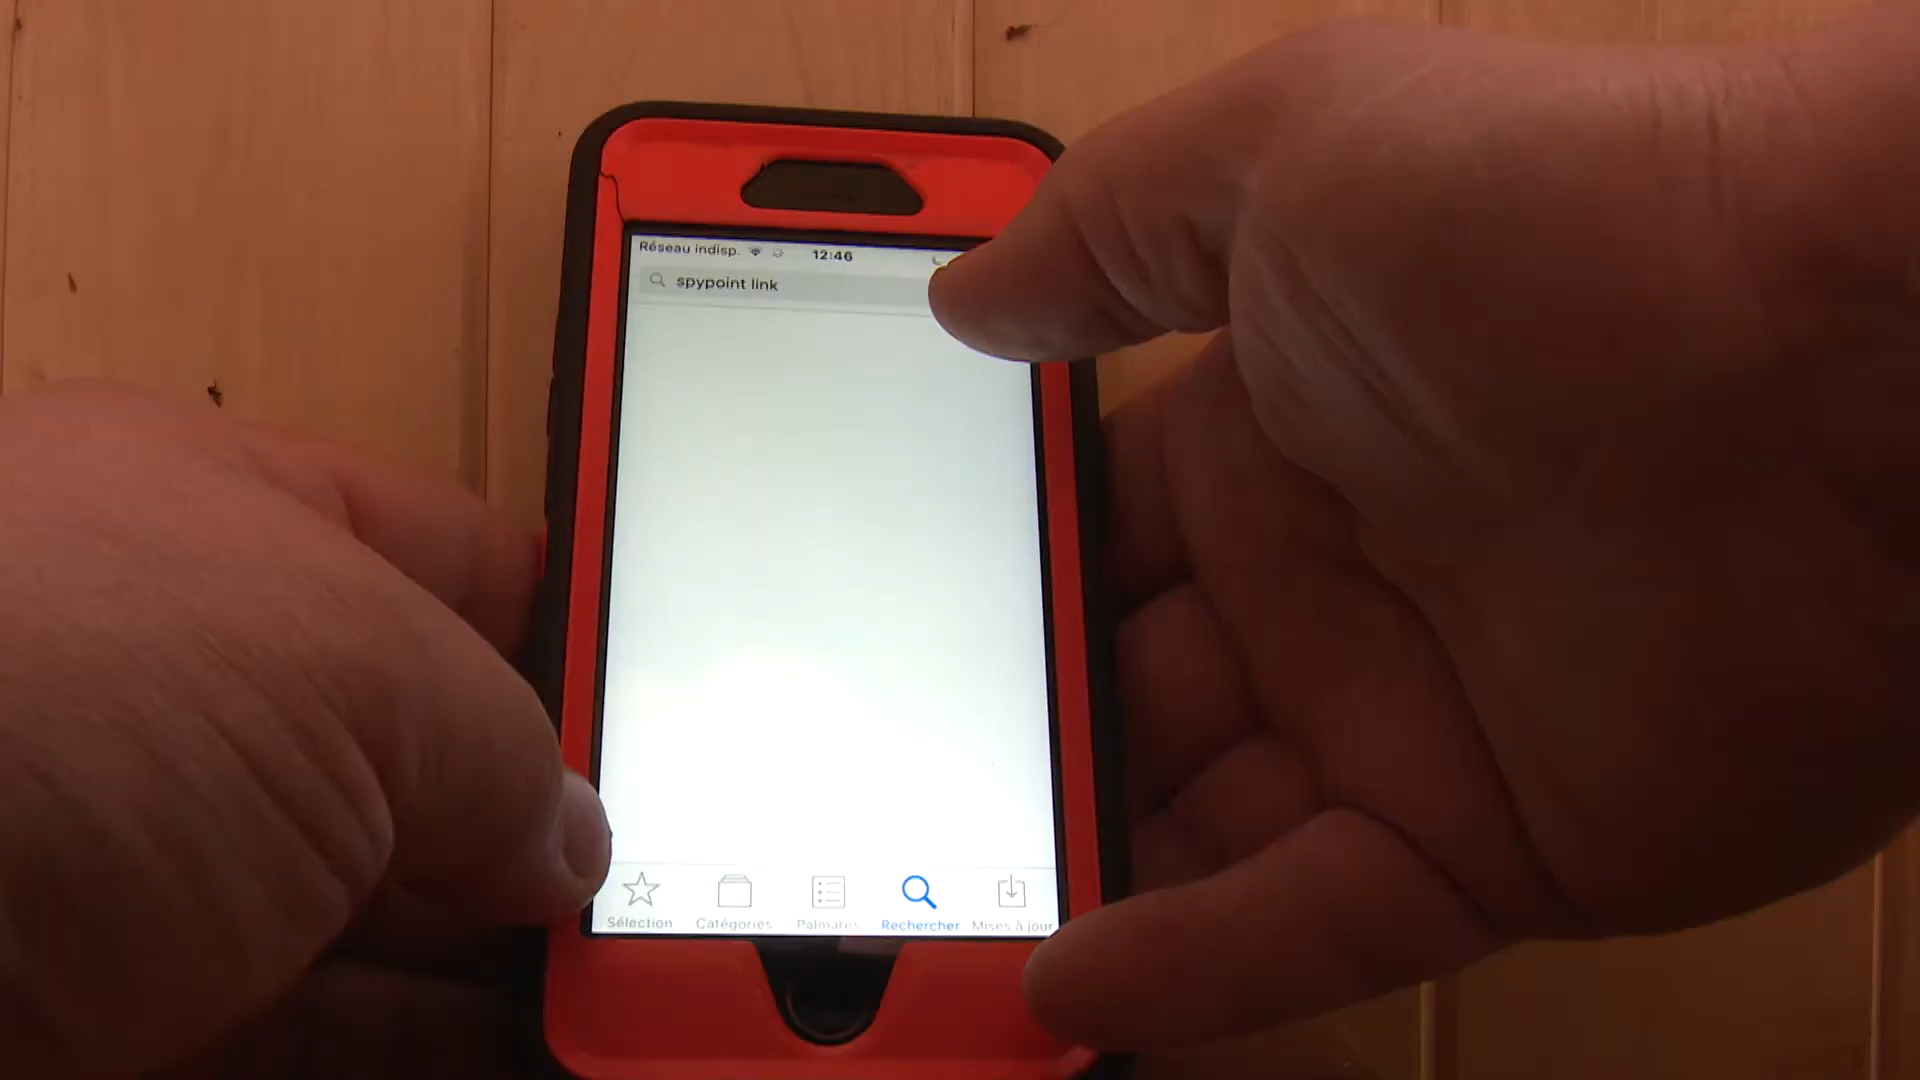 Réseau indisp. 12:46
spypoint link
Sélection Catégories Palmarès Rechercher Mises à jour